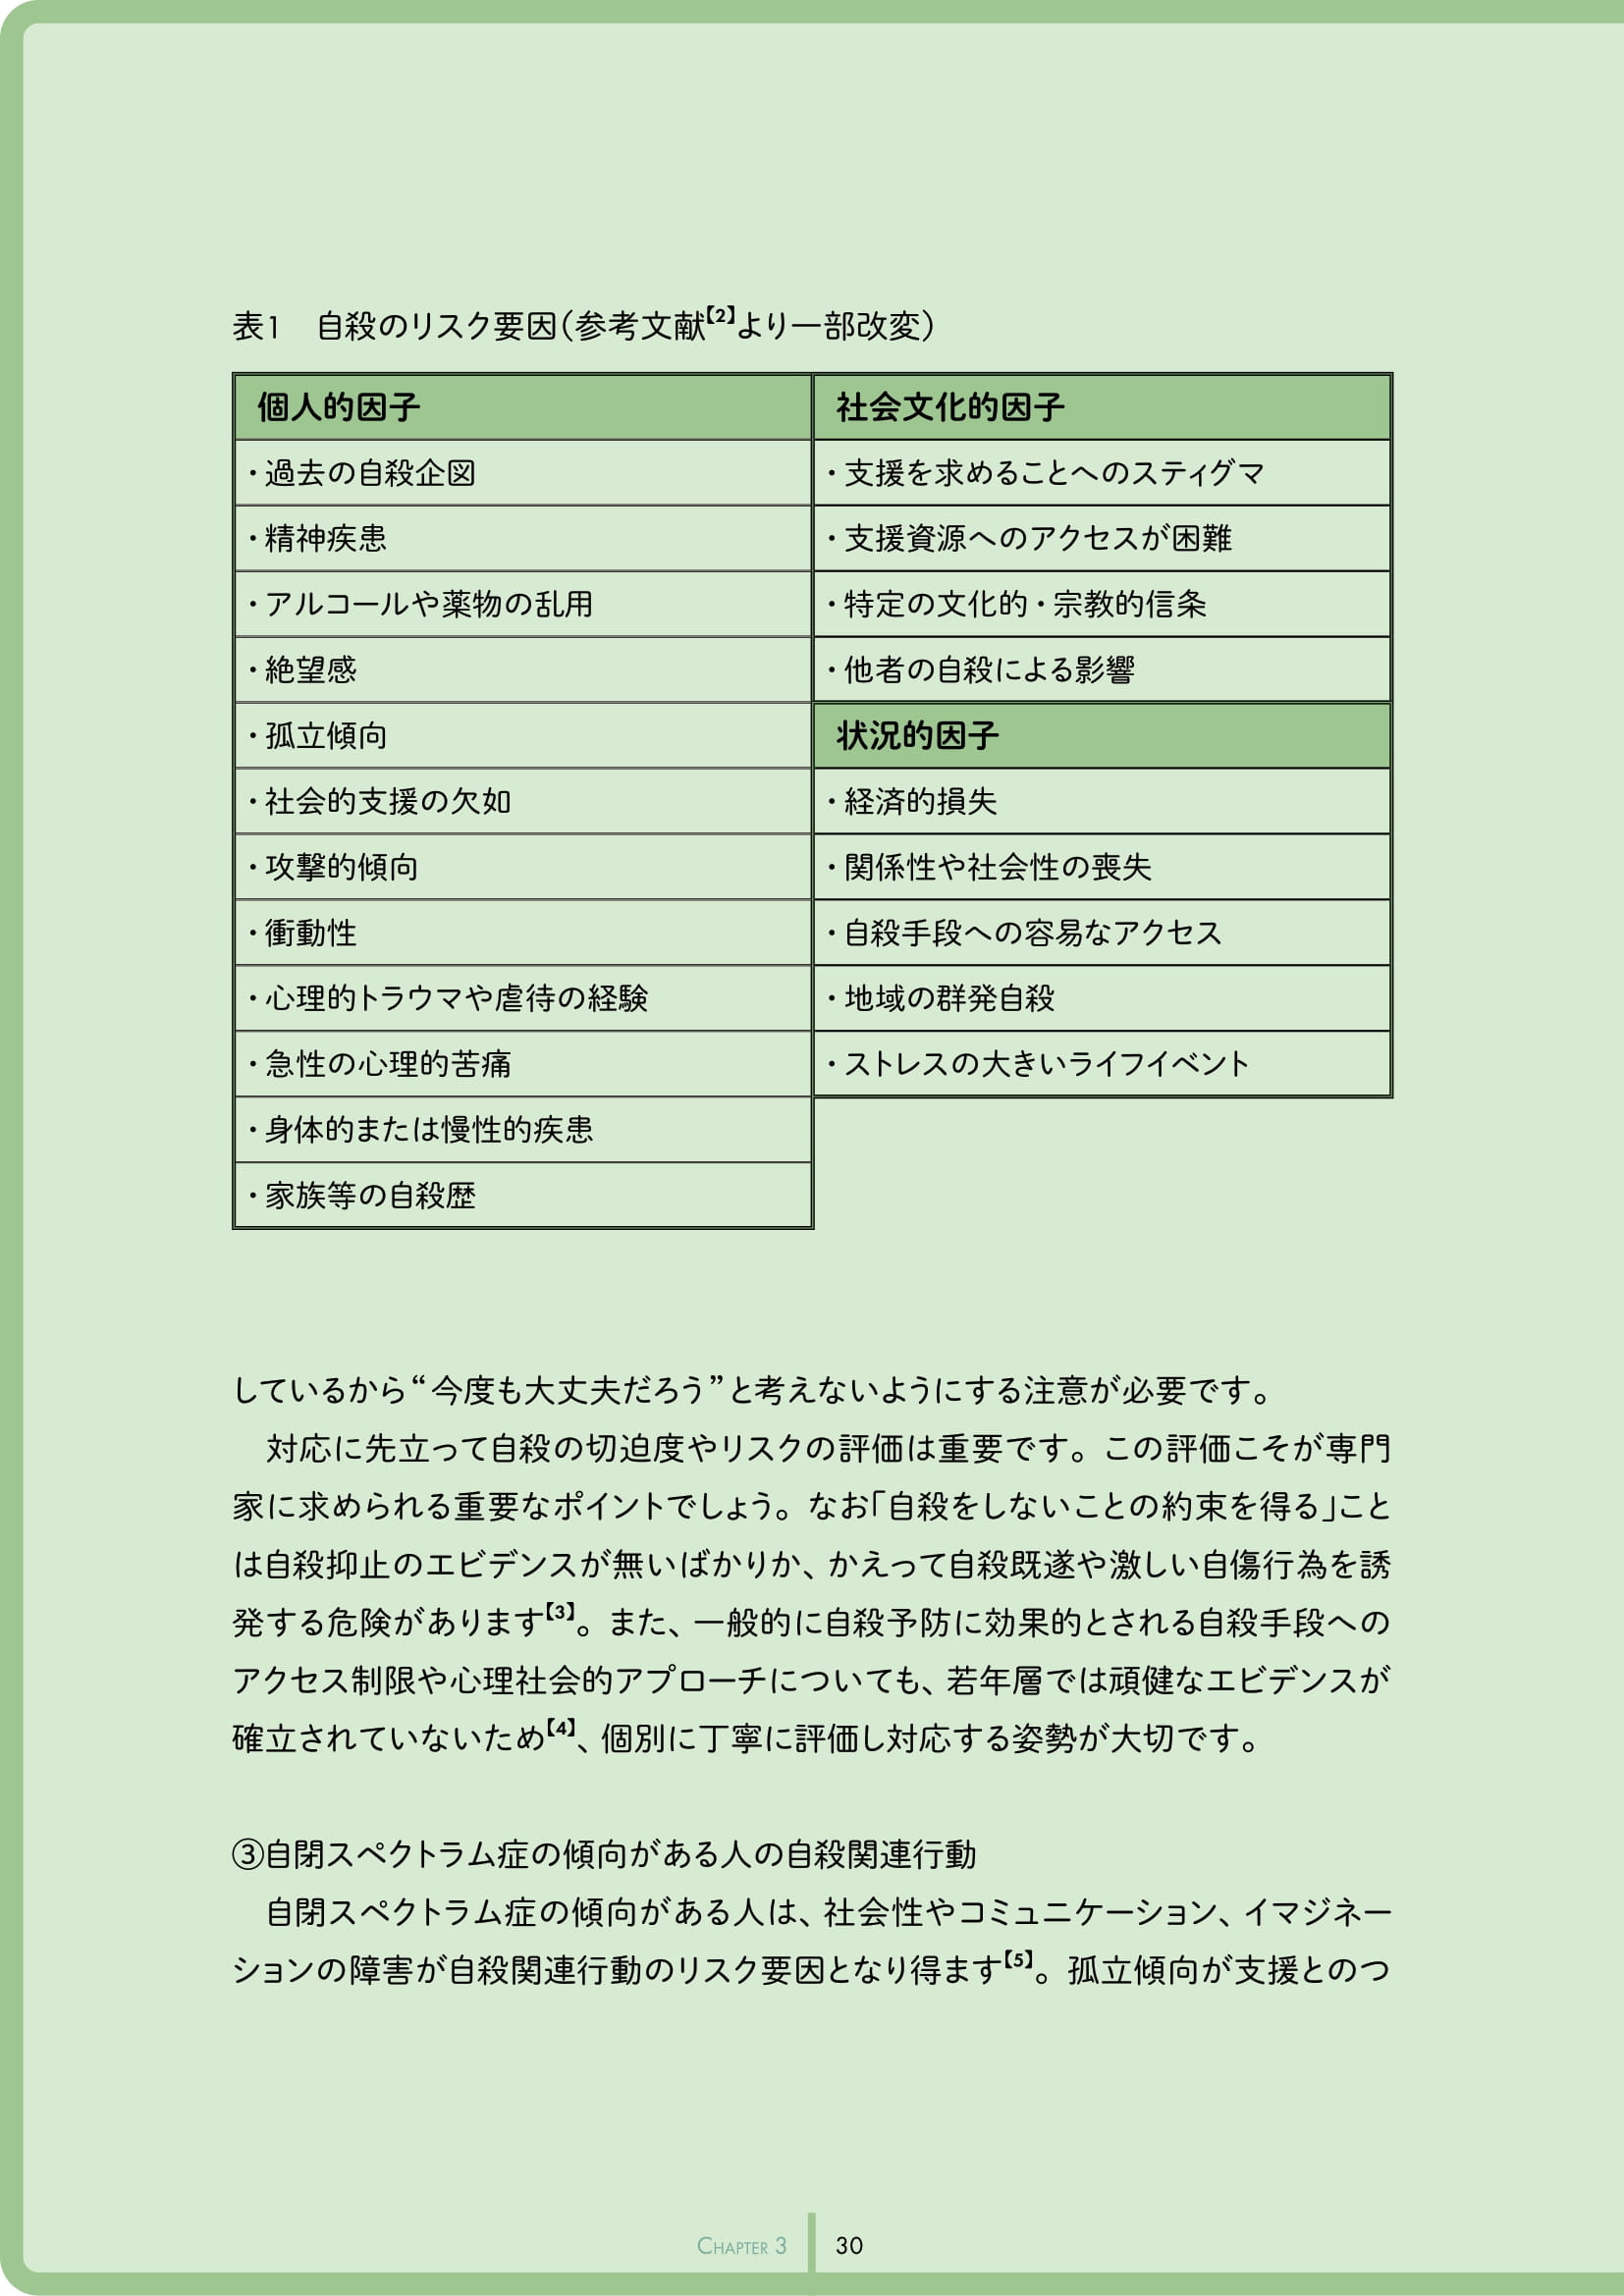 表1　自殺のリスク要因（参考文献【2】より一部改変）
個人的因子
・過去の自殺企図
・精神疾患
・アルコールや薬物の乱用
・絶望感
・孤立傾向
・社会的支援の欠如
・攻撃的傾向
・衝動性
・心理的トラウマや虐待の経験
・急性の心理的苦痛
・身体的または慢性的疾患
・家族等の自殺歴
社会文化的因子
・支援を求めることへのスティグマ
・支援資源へのアクセスが困難
・特定の文化的・宗教的信条
・他者の自殺による影響
状況的因子
・経済的損失
・関係性や社会性の喪失
・自殺手段への容易なアクセス
・地域の群発自殺
・ストレスの大きいライフイベント
しているから“今度も大丈夫だろう”と考えないようにする注意が必要です。
　対応に先立って自殺の切迫度やリスクの評価は重要です。この評価こそが専門
家に求められる重要なポイントでしょう。なお「自殺をしないことの約束を得る」こと
は自殺抑止のエビデンスが無いばかりか、かえって自殺既遂や激しい自傷行為を誘
発する危険があります【3】。また、一般的に自殺予防に効果的とされる自殺手段への
アクセス制限や心理社会的アプローチについても、若年層では頑健なエビデンスが
確立されていないため【4】、個別に丁寧に評価し対応する姿勢が大切です。
③自閉スペクトラム症の傾向がある人の自殺関連行動
　自閉スペクトラム症の傾向がある人は、社会性やコミュニケーション、イマジネー
ションの障害が自殺関連行動のリスク要因となり得ます【5】。孤立傾向が支援とのつ
Chapter 3
30